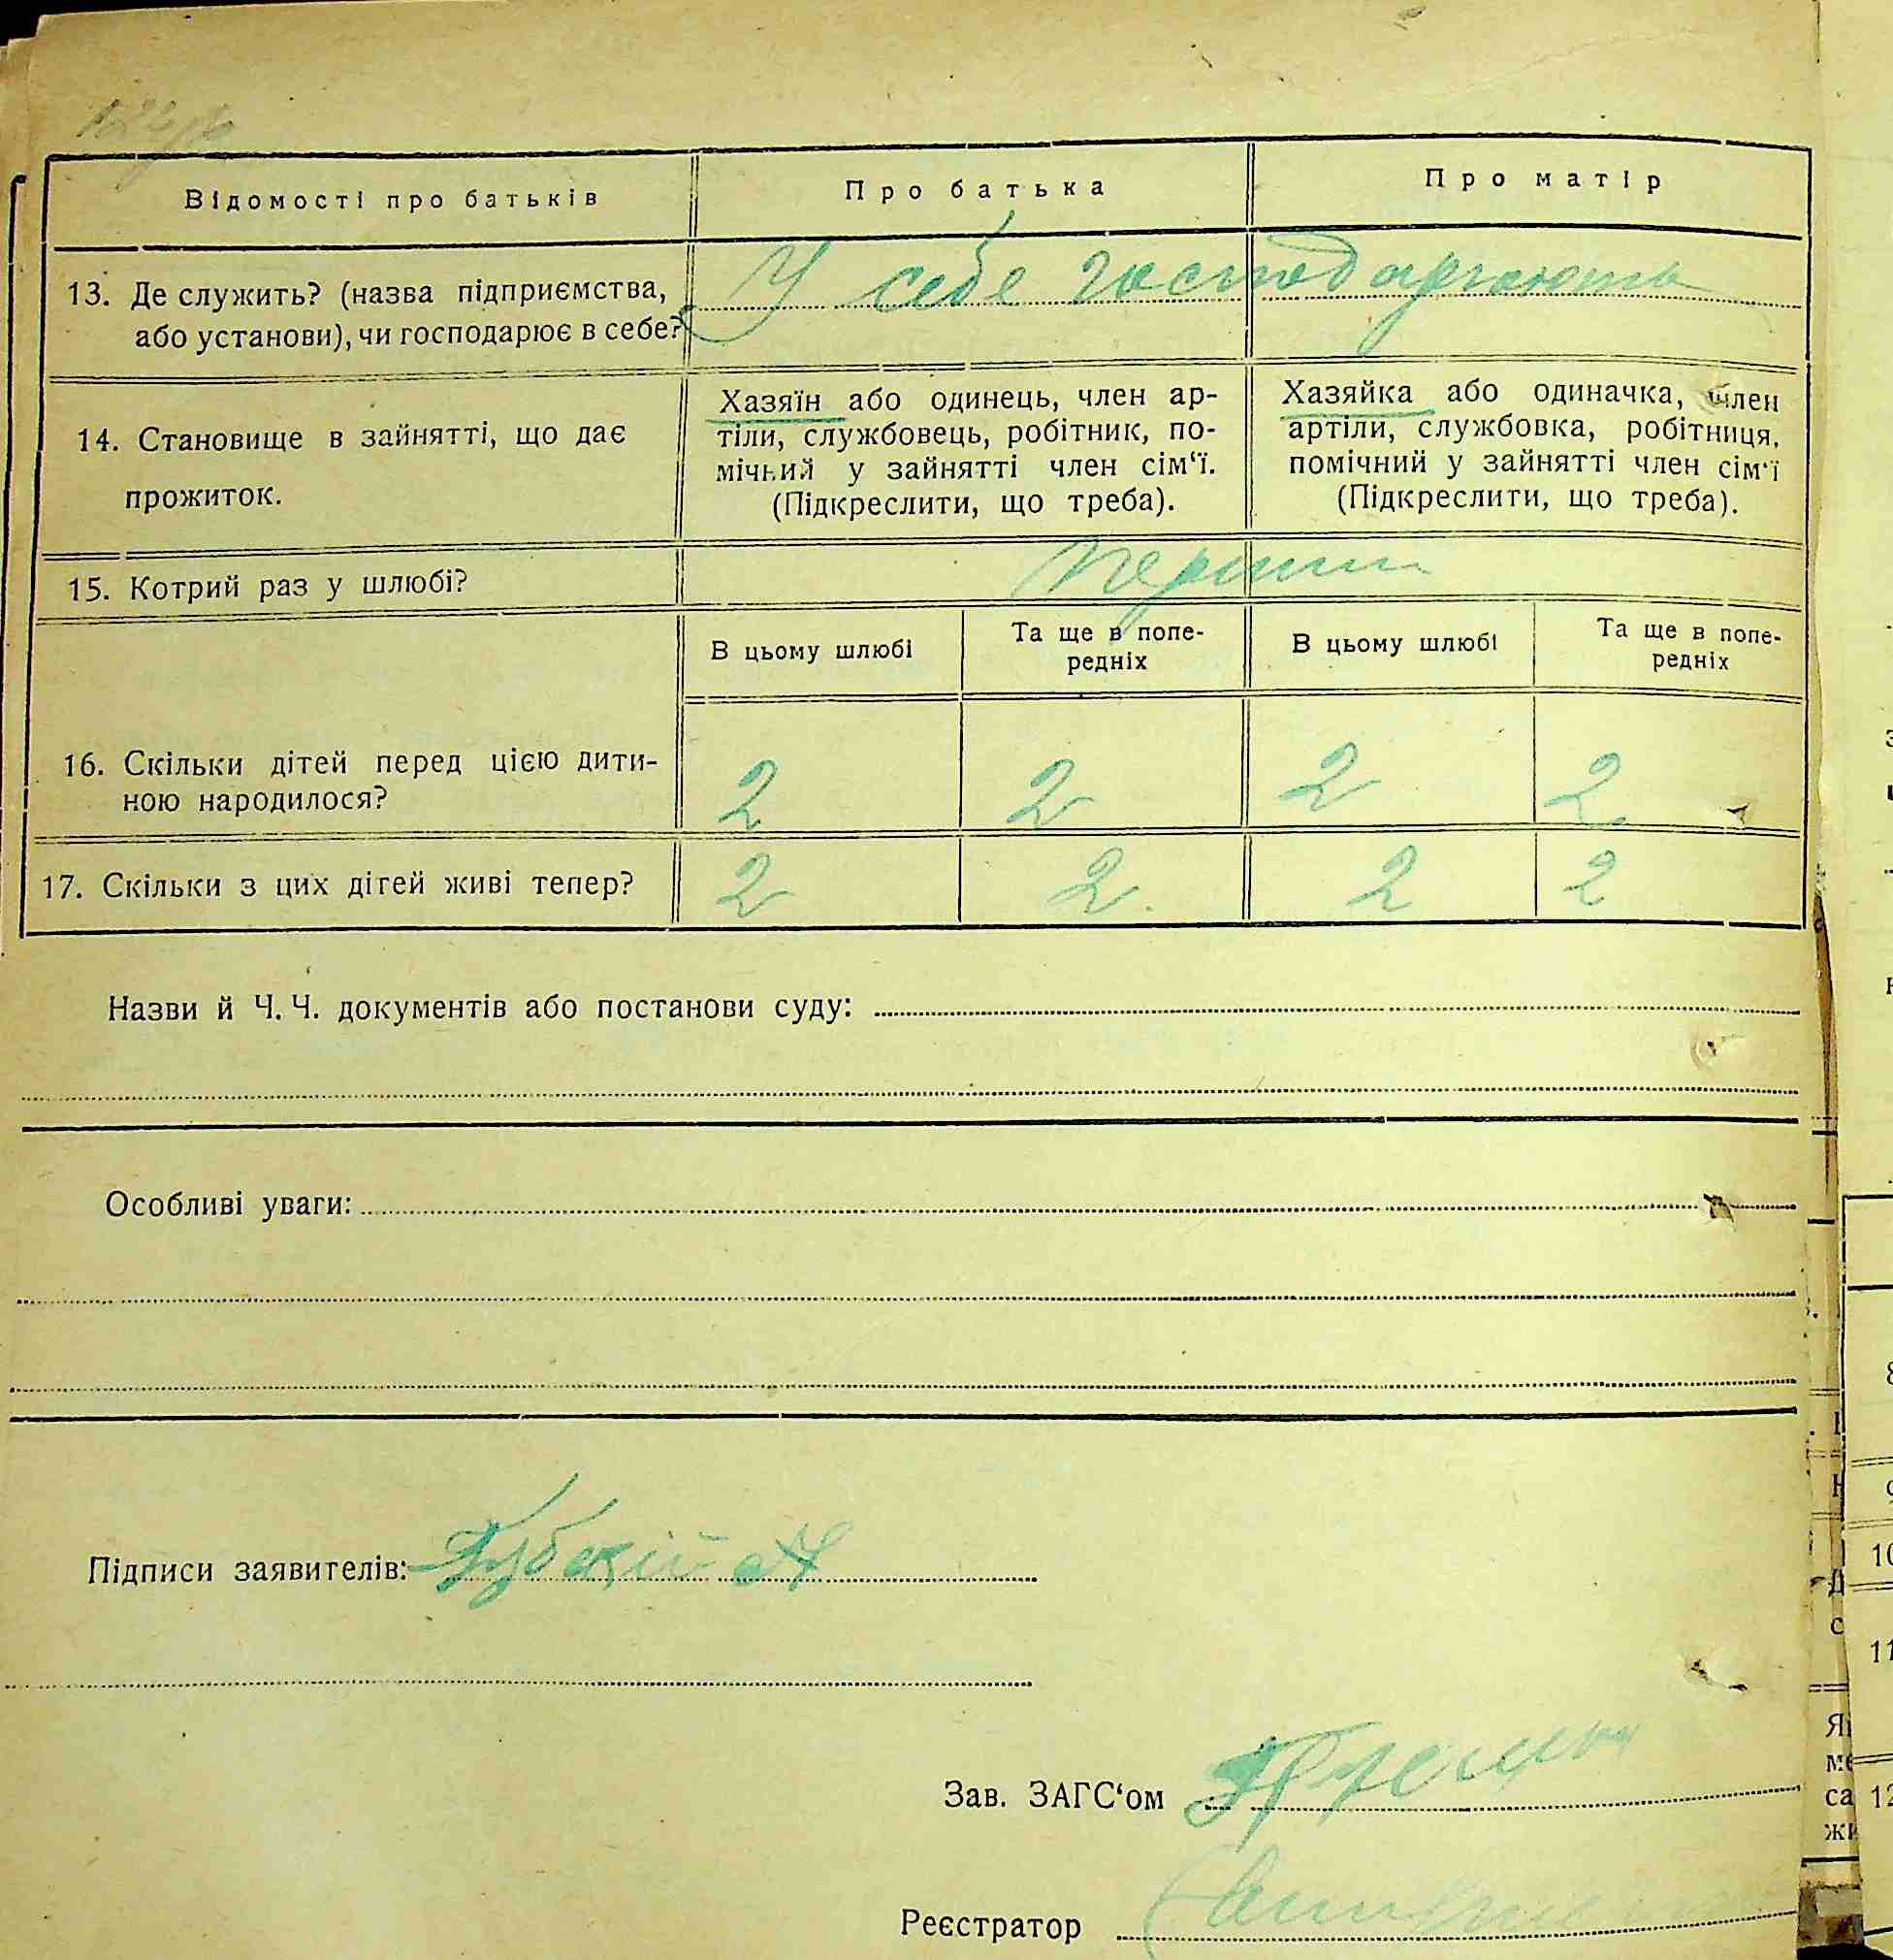 Відомості про батьків
Про батька
Про матір
13. Де служить? (назва підприємства,
або установи), чи господарює в себе?
У себе господарюють
14. Становище в зайнятті, що дає
прожиток.
Хазяїн або одинець, член ар-
тіли, службовець, робітник, по-
мічний у зайнятті член сім‘ї.
(Підкреслити, що треба).
Хазяйка або одиначка, член
артіли, службовка, робітниця,
помічний у зайнятті член сім‘ї
(Підкреслити, що треба).
15. Котрий раз у шлюбі?
Перший
В цьому шлюбі
Та ще в попе-
редніх
В цьому шлюбі
Та ще в попе-
редніх
16. Скільки дітей перед цією дити-
ною народилося?
2 2 2 2
17. Скільки з цих дітей живі тепер?
2 2. 2 2
Назви й Ч. Ч. документів або постанови суду:
Особливі уваги:
Підписи заявителів:
Зав. ЗАГС‘ом
Реєстратор
10
11
12